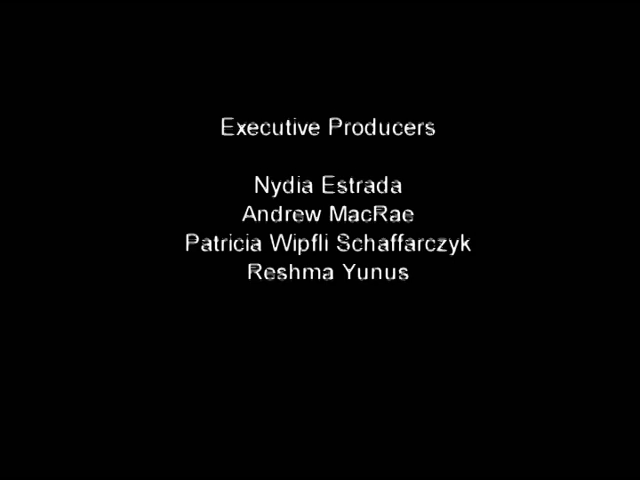 Executive Producers
Nydia Estrada
Andrew MacRae
Patricia Wipfli Schaffarczyk
Reshma Yunus